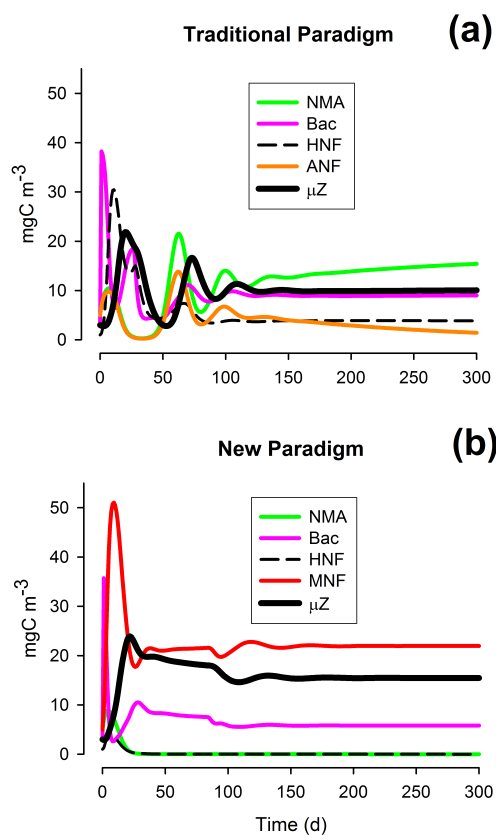 (a)
Traditional Paradigm
NMA
Bac
HNF
ANF
μZ
mgC m-3
50
40
30
20
10
0
0 50 100 150 200 250 300
(b)
New Paradigm
NMA
Bac
HNF
MNF
μZ
mgC m-3
50
40
30
20
10
0
0 50 100 150 200 250 300
Time (d)